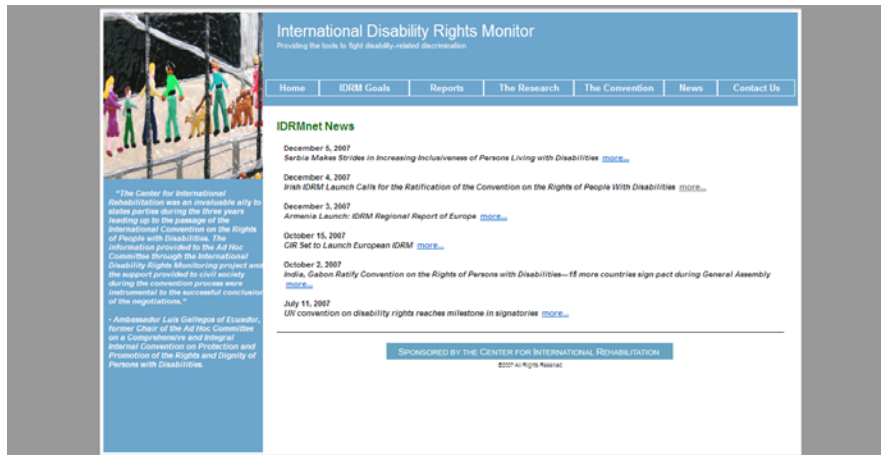 International Disability Rights Monitor
Providing the tools to fight disability-related discrimination
Home IDRM Goals Reports The Research The Convention News Contact Us
"The Center for International
Rehabilitation was an invaluable ally to
states parties during the three years
leading up to the passage of the
International Convention on the Rights
of People with Disabilities. The
information provided to the Ad Hoc
Committee through the International
Disability Rights Monitoring project and
the support provided to civil society
during the convention process were
instrumental to the successful conclusion
of the negotiations."
- Ambassador Luis Gallegos of Ecuador,
former Chair of the Ad Hoc Committee
on a Comprehensive and Integral
Internal Convention on Protection and
Promotion of the Rights and Dignity of
Persons with Disabilities.
IDRMnet News
December 5, 2007
Serbia Makes Strides in Increasing Inclusiveness of Persons Living with Disabilities more...
December 4, 2007
Irish IDRM Launch Calls for the Ratification of the Convention on the Rights of People With Disabilities more...
December 3, 2007
Armenia Launch: IDRM Regional Report of Europe more...
October 15, 2007
CIR Set to Launch European IDRM more...
October 2, 2007
India, Gabon Ratify Convention on the Rights of Persons with Disabilities—15 more countries sign pact during General Assembly
more...
July 11, 2007
UN convention on disability rights reaches milestone in signatories more...
SPONSORED BY THE CENTER FOR INTERNATIONAL REHABILITATION
©2007 All Rights Reserved